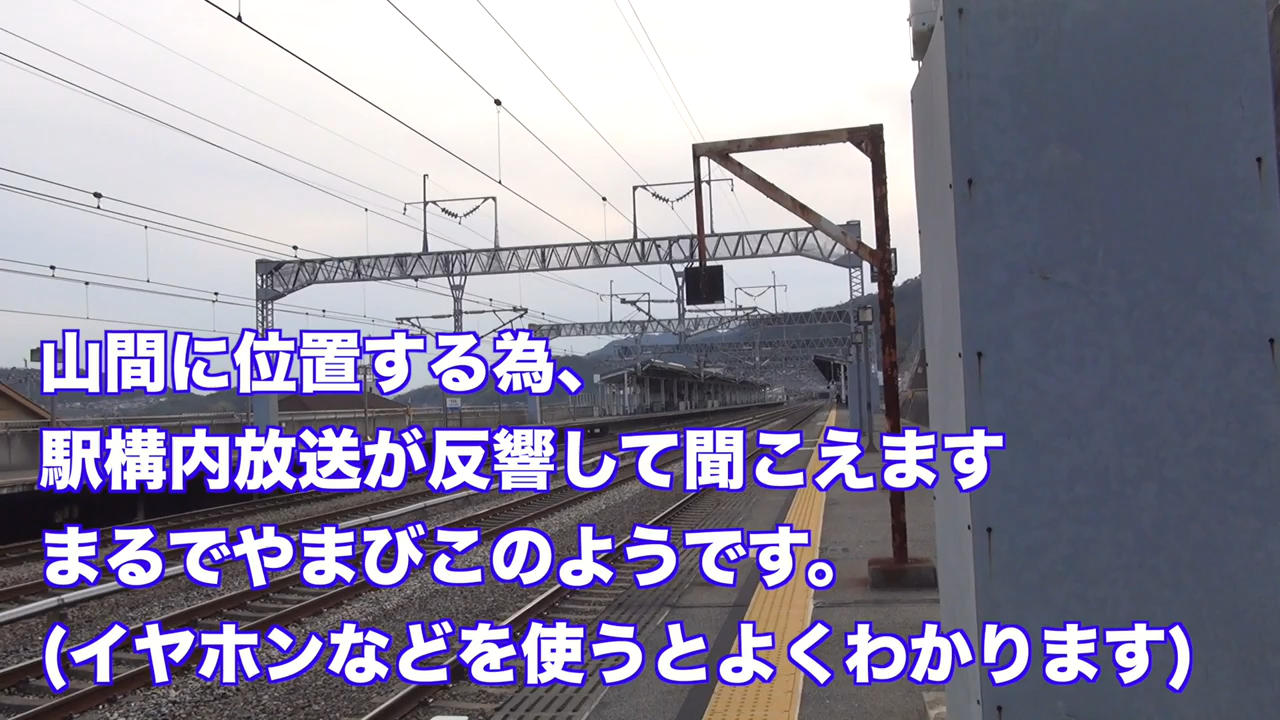 山間に位置する為、
駅構内放送が反響して聞こえます
まるでやまびこのようです。
(イヤホンなどを使うとよくわかります)